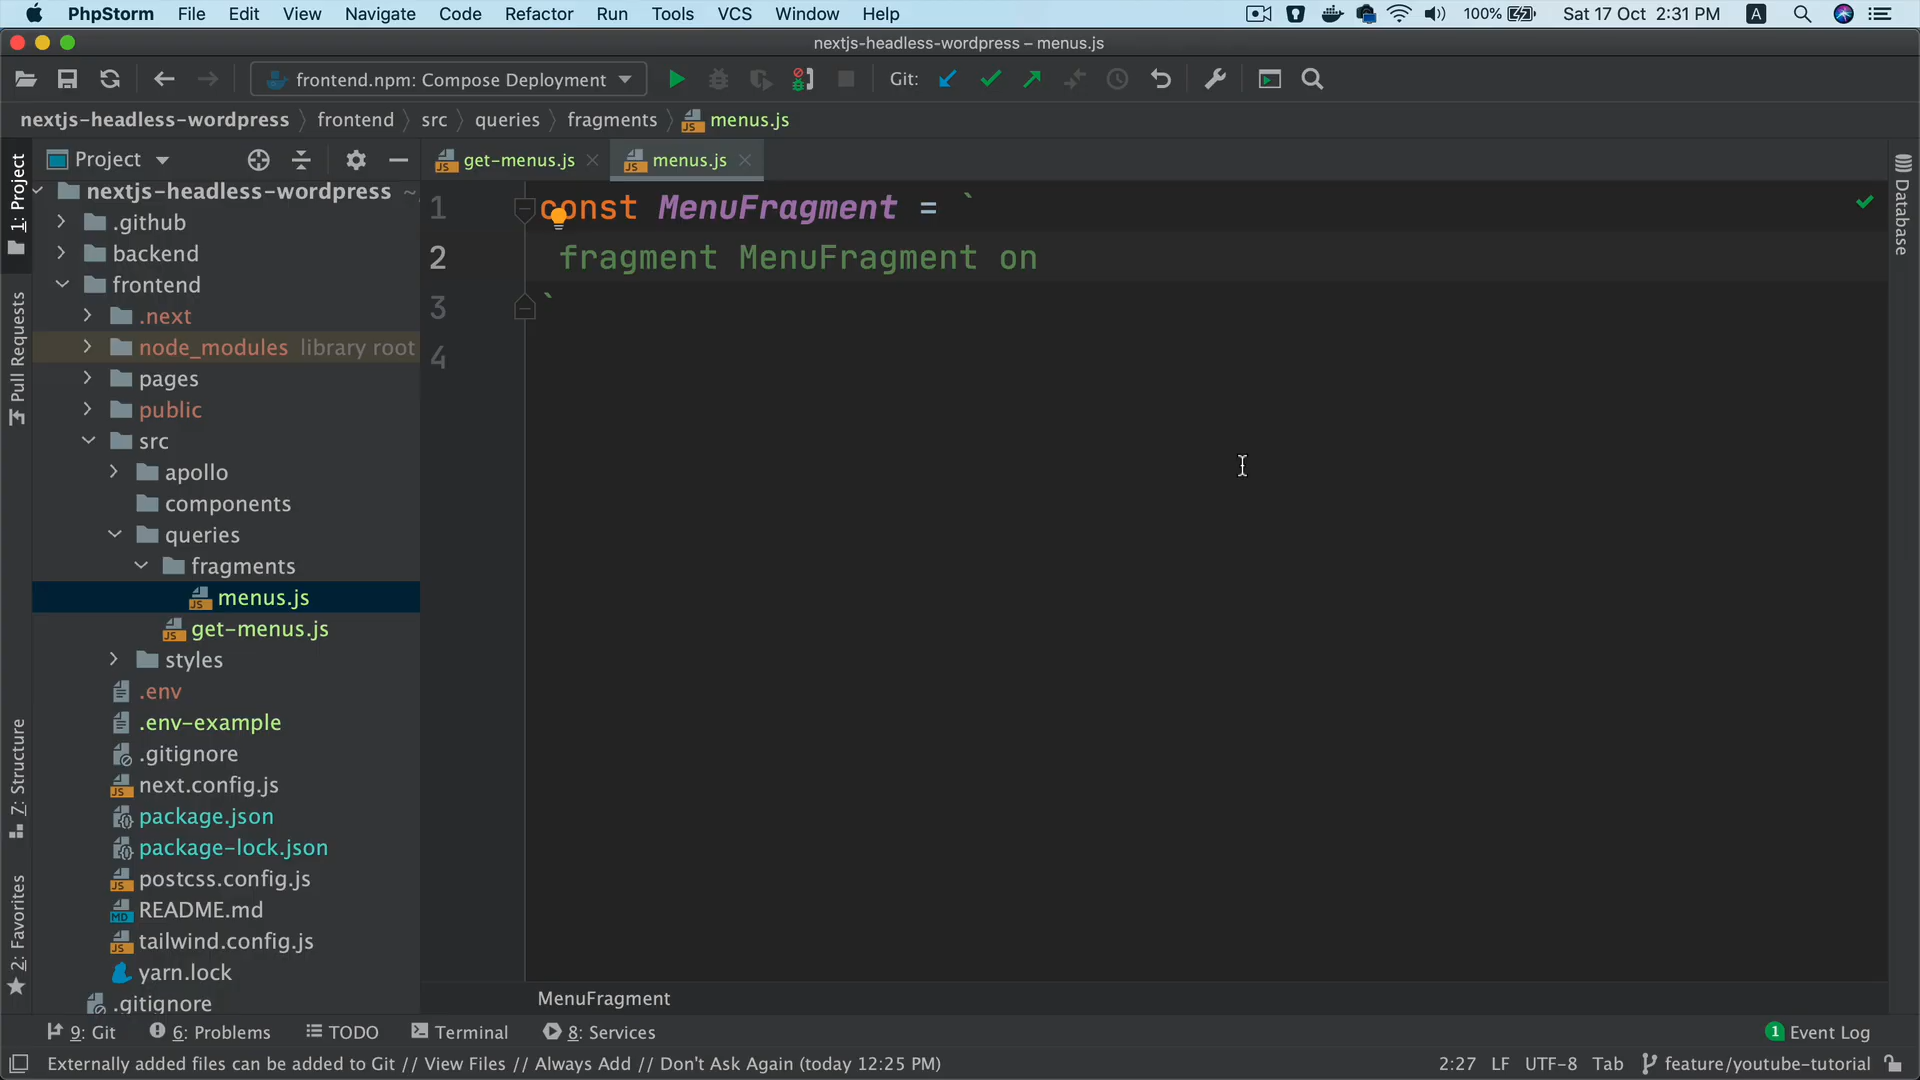 PhpStorm File Edit View Navigate Code Refactor Run Tools VCS Window Help 100% Sat 17 Oct 2:31 PM A
nextjs-headless-wordpress – menus.js
frontend.npm: Compose Deployment Git:
nextjs-headless-wordpress frontend src queries fragments menus.js
1: Project
Pull Requests
7: Structure
2: Favorites
Project
nextjs-headless-wordpress ~
.github
backend
frontend
.next
node_modules library root
pages
public
src
apollo
components
queries
fragments
menus.js
get-menus.js
styles
.env
.env-example
.gitignore
next.config.js
package.json
package-lock.json
postcss.config.js
README.md
tailwind.config.js
yarn.lock
.gitignore
get-menus.js menus.js
1 const MenuFragment = `
2 fragment MenuFragment on
3 `
4
Database
MenuFragment
9: Git 6: Problems TODO Terminal 8: Services 1 Event Log
Externally added files can be added to Git // View Files // Always Add // Don't Ask Again (today 12:25 PM) 2:27 LF UTF-8 Tab feature/youtube-tutorial